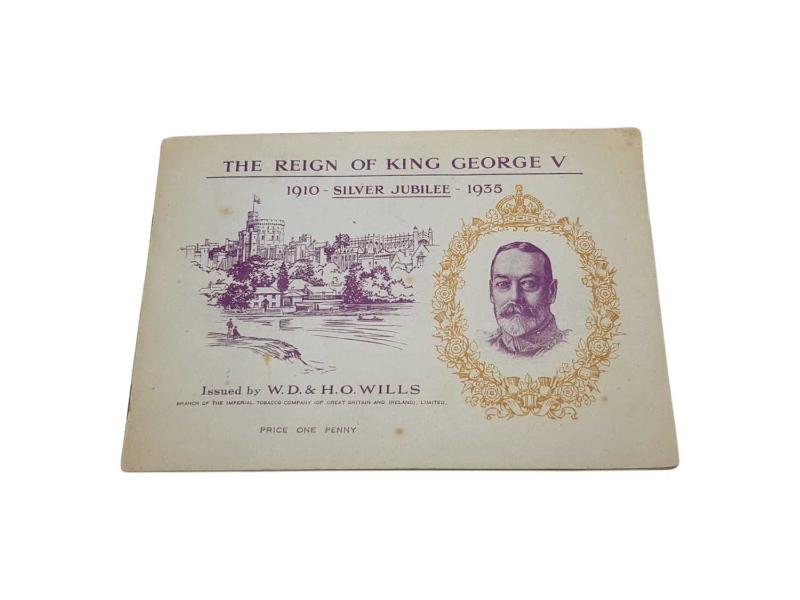 THE REIGN OF KING GEORGE V
1910 - SILVER JUBILEE - 1935
Issued by W.D. & H.O. WILLS
BRANCH OF THE IMPERIAL TOBACCO COMPANY (OF GREAT BRITAIN AND IRELAND), LIMITED.
PRICE ONE PENNY